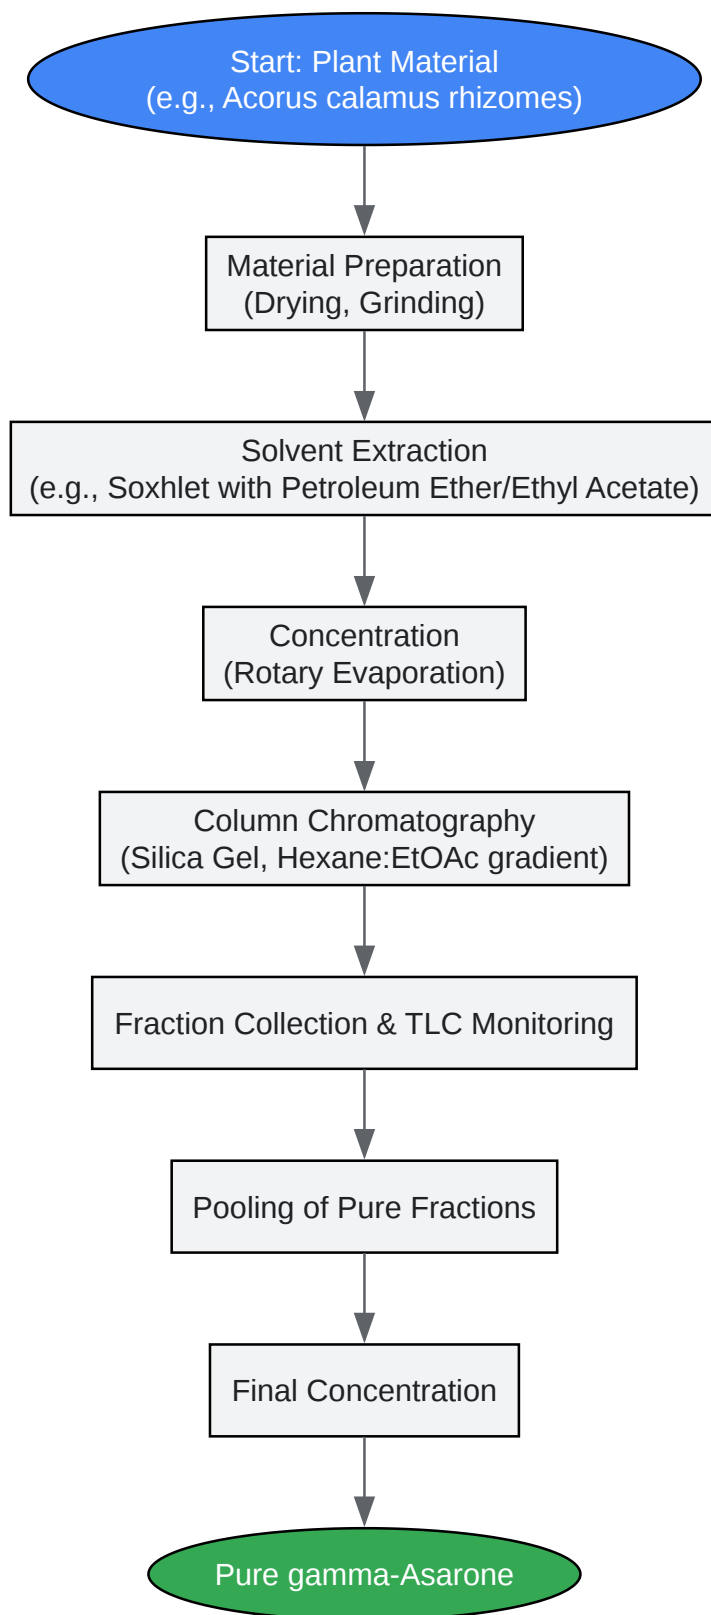 Start: Plant Material
(e.g., Acorus calamus rhizomes)
Material Preparation
(Drying, Grinding)
Solvent Extraction
(e.g., Soxhlet with Petroleum Ether/Ethyl Acetate)
Concentration
(Rotary Evaporation)
Column Chromatography
(Silica Gel, Hexane:EtOAc gradient)
Fraction Collection & TLC Monitoring
Pooling of Pure Fractions
Final Concentration
Pure gamma-Asarone